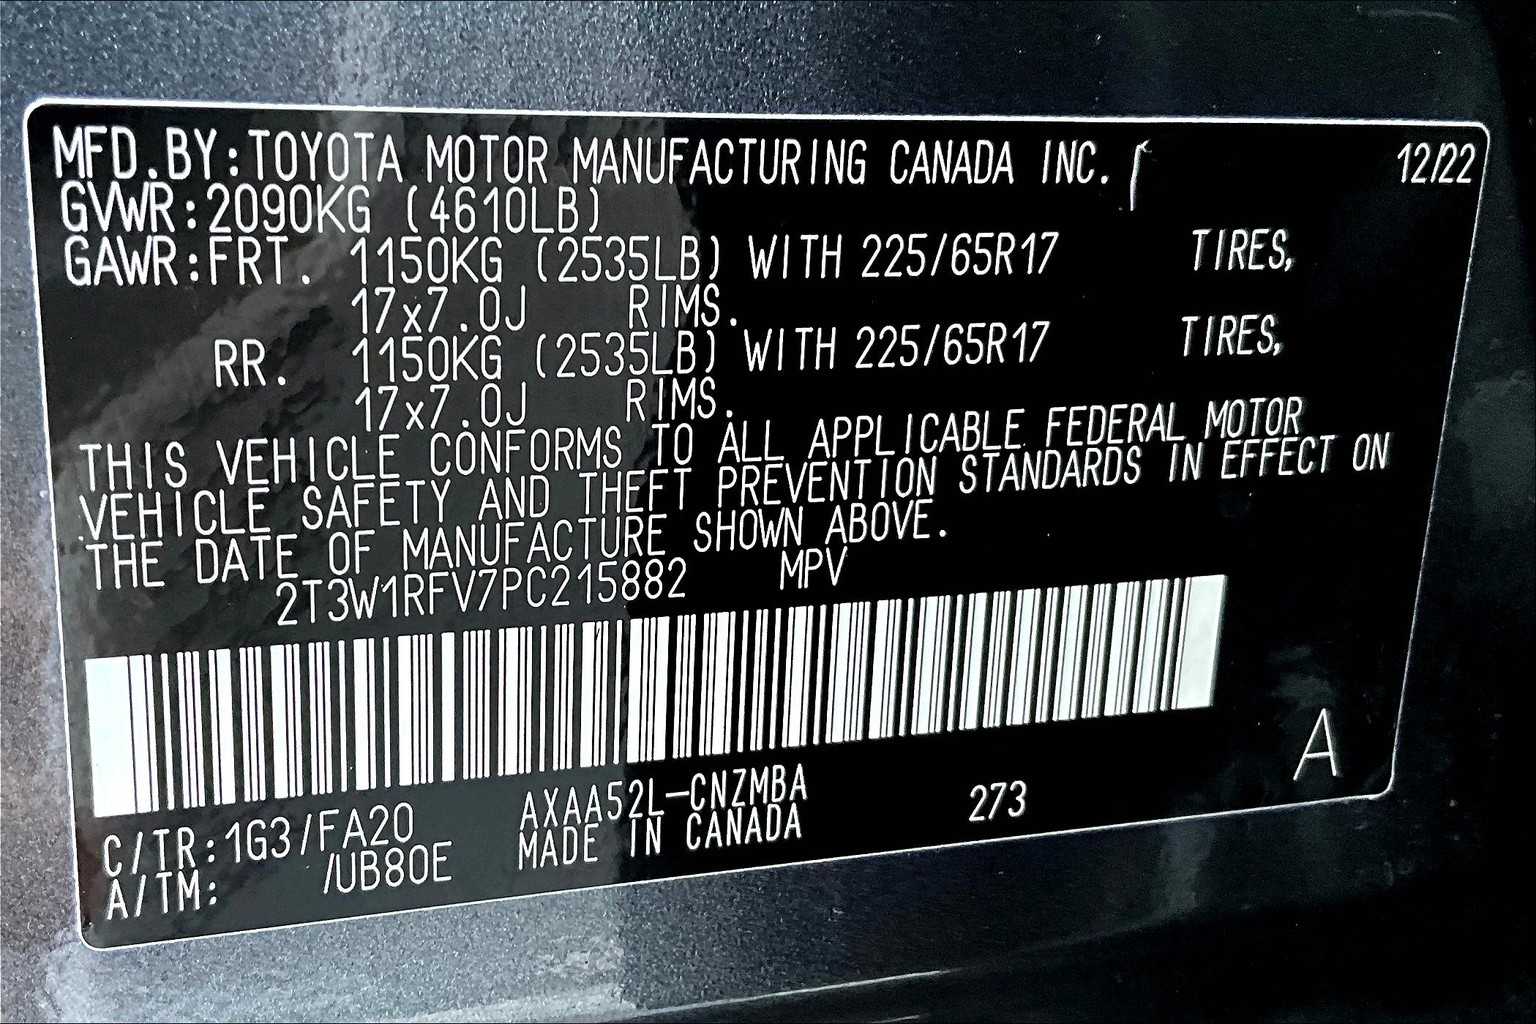 MFD.BY:TOYOTA MOTOR MANUFACTURING CANADA INC. 12/22
GVWR:2090KG (4610LB)
GAWR:FRT. 1150KG (2535LB) WITH 225/65R17 TIRES,
17x7.0J RIMS.
RR. 1150KG (2535LB) WITH 225/65R17 TIRES,
17x7.0J RIMS.
THIS VEHICLE CONFORMS TO ALL APPLICABLE FEDERAL MOTOR
VEHICLE SAFETY AND THEFT PREVENTION STANDARDS IN EFFECT ON
THE DATE OF MANUFACTURE SHOWN ABOVE.
2T3W1RFV7PC215882 MPV
A
C/TR:1G3/FA20 AXAA52L-CNZMBA 273
A/TM: /UB80E MADE IN CANADA